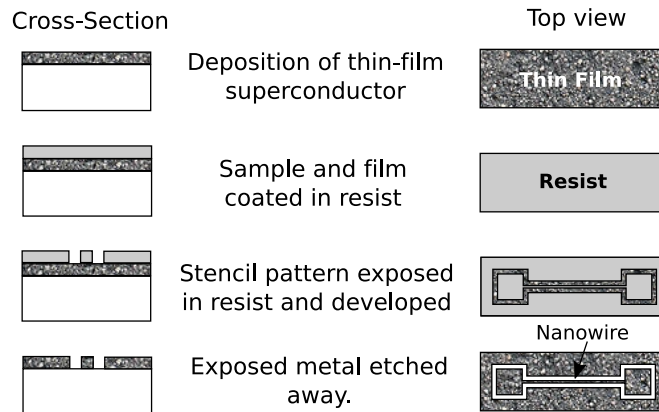 Cross-Section
Top view
Deposition of thin-film
superconductor
Thin Film
Sample and film
coated in resist
Resist
Stencil pattern exposed
in resist and developed
Nanowire
Exposed metal etched
away.